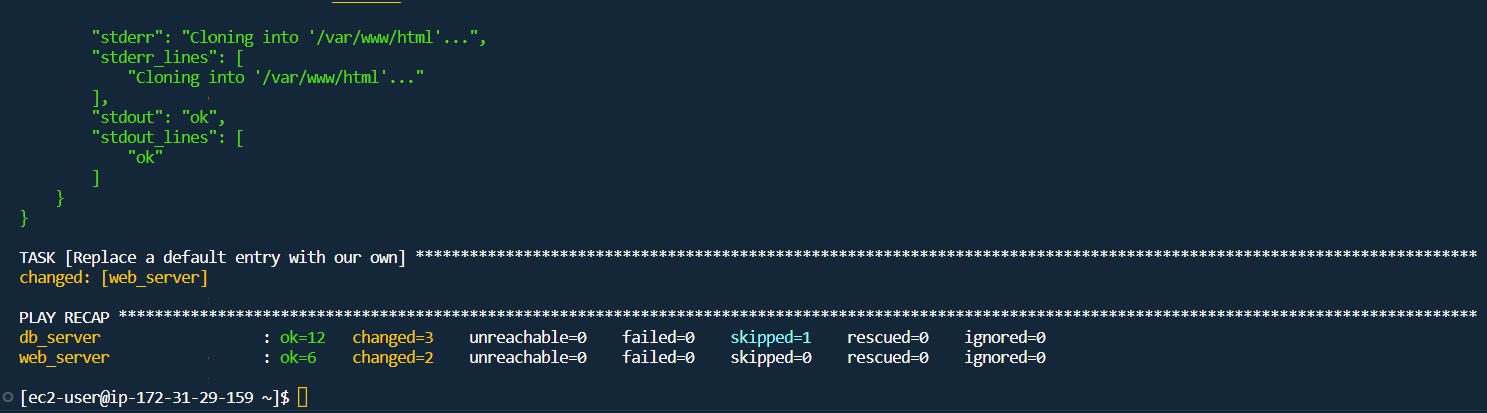 "stderr": "Cloning into '/var/www/html'...",
"stderr_lines": [
"Cloning into '/var/www/html'..."
],
"stdout": "ok",
"stdout_lines": [
"ok"
]
}
}
TASK [Replace a default entry with our own] **********************************************************************************************************************
changed: [web_server]
PLAY RECAP *******************************************************************************************************************************************************
db_server : ok=12 changed=3 unreachable=0 failed=0 skipped=1 rescued=0 ignored=0
web_server : ok=6 changed=2 unreachable=0 failed=0 skipped=0 rescued=0 ignored=0
[ec2-user@ip-172-31-29-159 ~]$